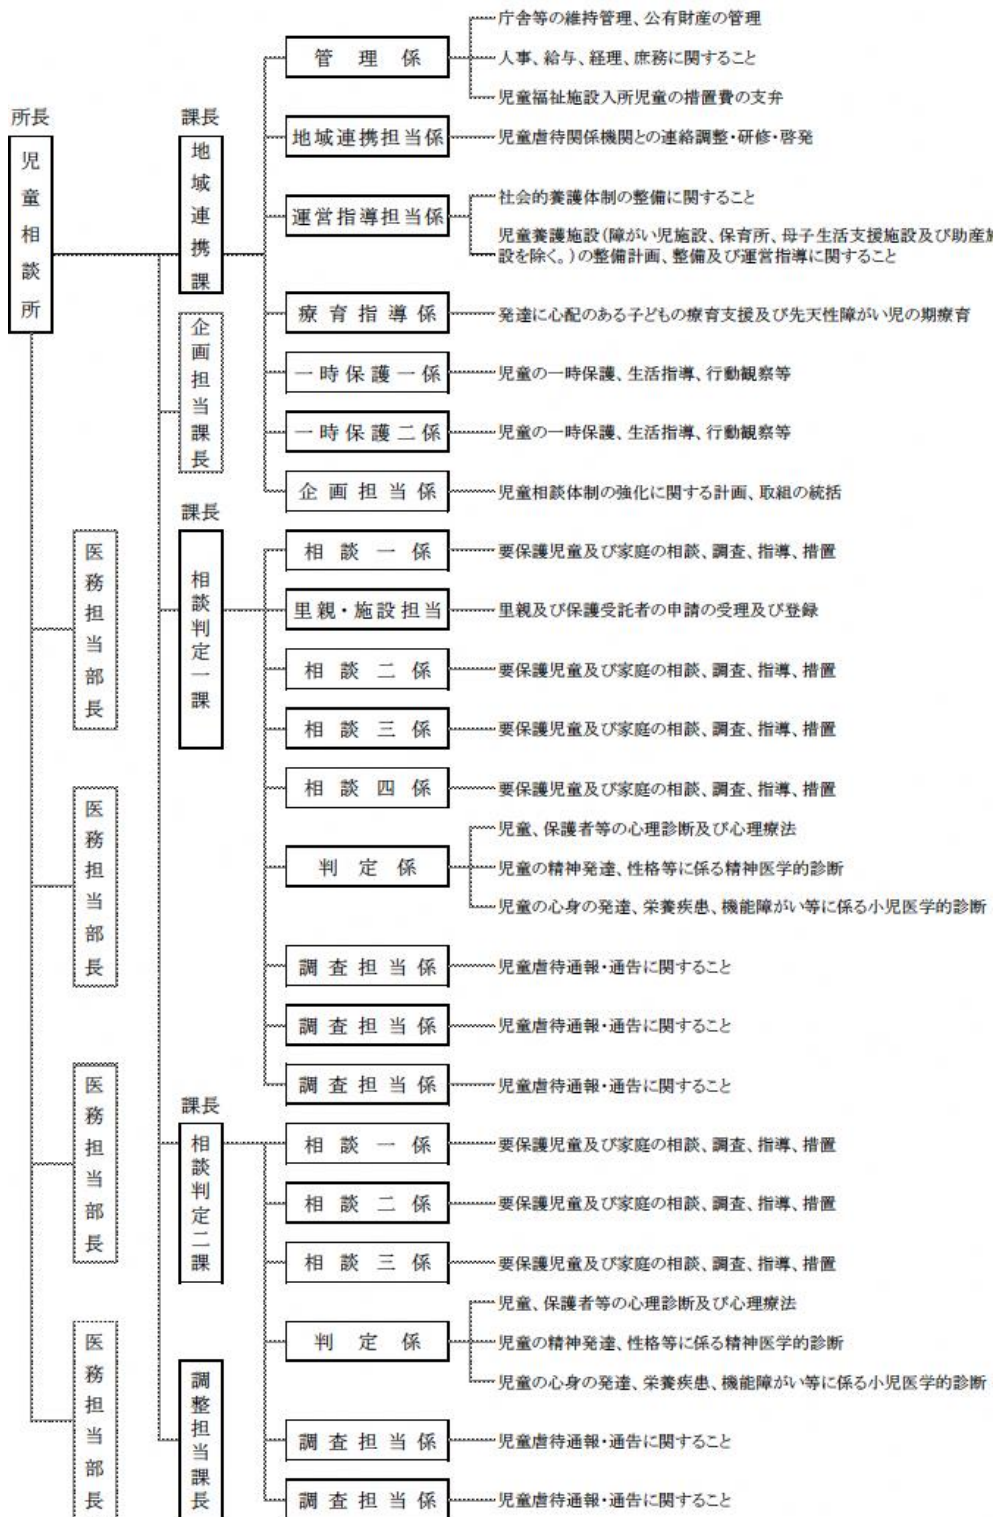 所長
児童相談所
医務担当部長
医務担当部長
医務担当部長
医務担当部長
課長
地域連携課
管理係
庁舎等の維持管理、公有財産の管理
人事、給与、経理、庶務に関すること
児童福祉施設入所児童の措置費の支弁
地域連携担当係
児童虐待関係機関との連絡調整・研修・啓発
運営指導担当係
社会的養護体制の整備に関すること
児童養護施設(障がい児施設、保育所、母子生活支援施設及び助産施
設を除く。)の整備計画、整備及び運営指導に関すること
療育指導係
発達に心配のある子どもの療育支援及び先天性障がい児の期療育
一時保護一係
児童の一時保護、生活指導、行動観察等
一時保護二係
児童の一時保護、生活指導、行動観察等
企画担当係
児童相談体制の強化に関する計画、取組の統括
企画担当課長
課長
相談判定一課
相談一係
要保護児童及び家庭の相談、調査、指導、措置
里親・施設担当
里親及び保護受託者の申請の受理及び登録
相談二係
要保護児童及び家庭の相談、調査、指導、措置
相談三係
要保護児童及び家庭の相談、調査、指導、措置
相談四係
要保護児童及び家庭の相談、調査、指導、措置
判定係
児童、保護者等の心理診断及び心理療法
児童の精神発達、性格等に係る精神医学的診断
児童の心身の発達、栄養疾患、機能障がい等に係る小児医学的診断
調査担当係
児童虐待通報・通告に関すること
調査担当係
児童虐待通報・通告に関すること
調査担当係
児童虐待通報・通告に関すること
課長
相談判定二課
相談一係
要保護児童及び家庭の相談、調査、指導、措置
相談二係
要保護児童及び家庭の相談、調査、指導、措置
相談三係
要保護児童及び家庭の相談、調査、指導、措置
判定係
児童、保護者等の心理診断及び心理療法
児童の精神発達、性格等に係る精神医学的診断
児童の心身の発達、栄養疾患、機能障がい等に係る小児医学的診断
調査担当係
児童虐待通報・通告に関すること
調査担当係
児童虐待通報・通告に関すること
調整担当課長